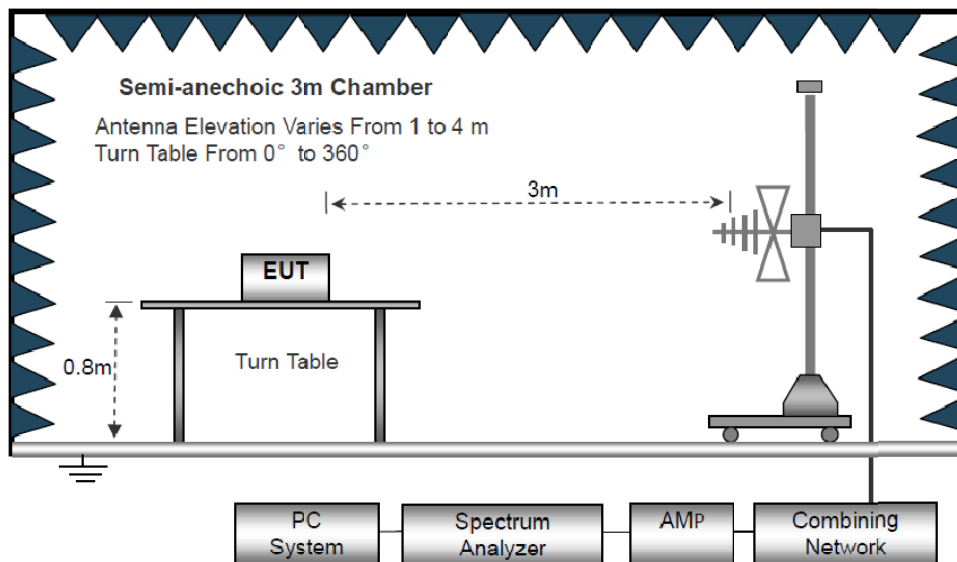 Semi-anechoic 3m Chamber
Antenna Elevation Varies From 1 to 4 m
Turn Table From 0° to 360°
3m
EUT
0.8m
Turn Table
PC
System
Spectrum
Analyzer
AMP
Combining
Network